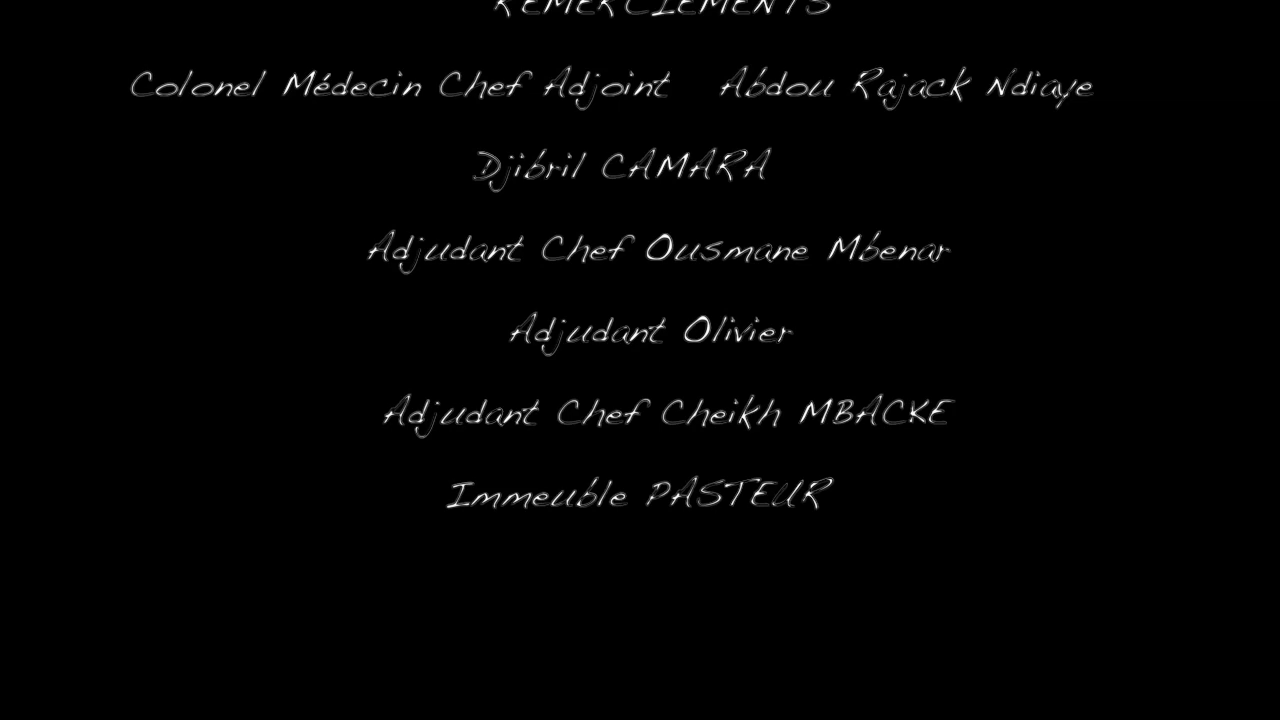 REMERCIEMENTS
Colonel Médecin Chef Adjoint Abdou Rajack Ndiaye
Djibril CAMARA
Adjudant Chef Ousmane Mbenar
Adjudant Olivier
Adjudant Chef Cheikh MBACKE
Immeuble PASTEUR